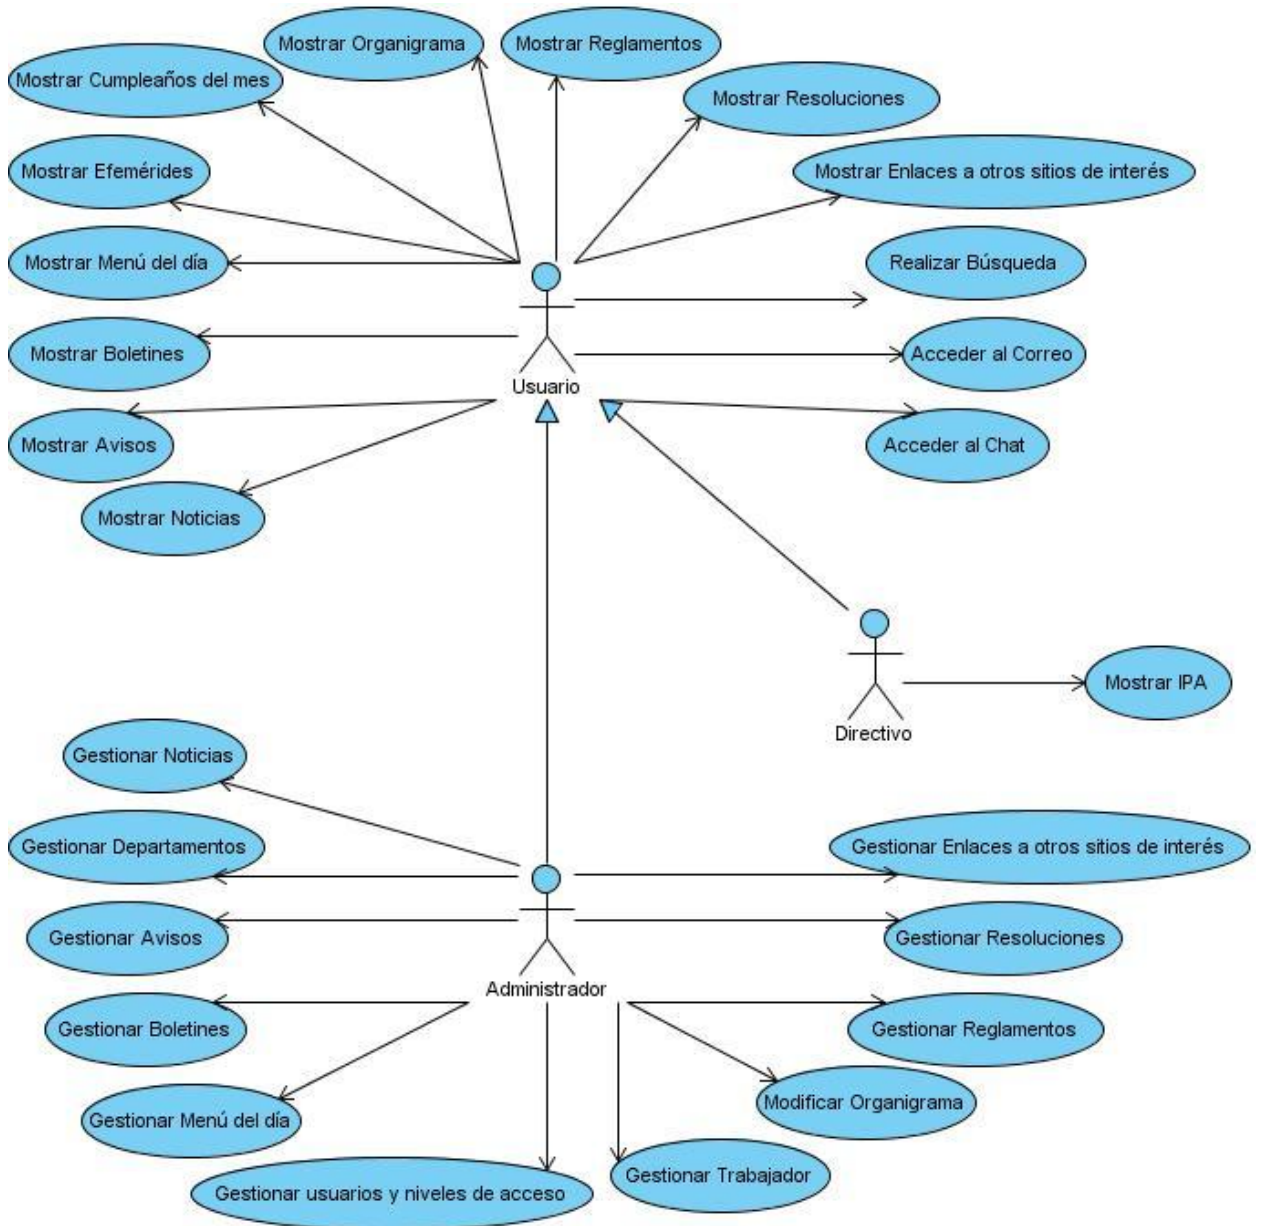 Mostrar Organigrama
Mostrar Reglamentos
Mostrar Cumpleaños del mes
Mostrar Resoluciones
Mostrar Efemérides
Mostrar Enlaces a otros sitios de interés
Mostrar Menú del día
Realizar Búsqueda
Mostrar Boletines
Acceder al Correo
Usuario
Mostrar Avisos
Acceder al Chat
Mostrar Noticias
Mostrar IPA
Directivo
Gestionar Noticias
Gestionar Departamentos
Gestionar Enlaces a otros sitios de interés
Gestionar Avisos
Gestionar Resoluciones
Administrador
Gestionar Boletines
Gestionar Reglamentos
Modificar Organigrama
Gestionar Menú del día
Gestionar Trabajador
Gestionar usuarios y niveles de acceso